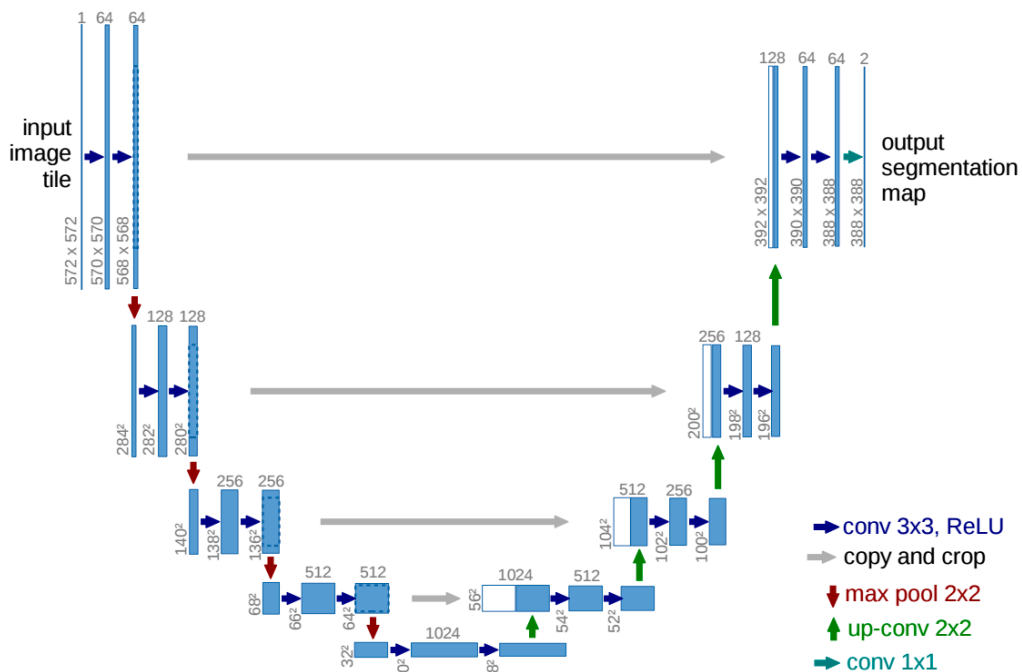 1 64 64
128 64 64 2
input
image
tile
output
segmentation
map
572 x 572
570 x 570
568 x 568
392 x 392
390 x 390
388 x 388
388 x 388
128 128
256 128
284²
282²
280²
200²
198²
196²
256 256
512 256
140²
138²
136²
104²
102²
100²
512 512
1024 512
68²
66²
64²
56²
54²
52²
1024
32²
conv 3x3, ReLU
copy and crop
max pool 2x2
up-conv 2x2
conv 1x1